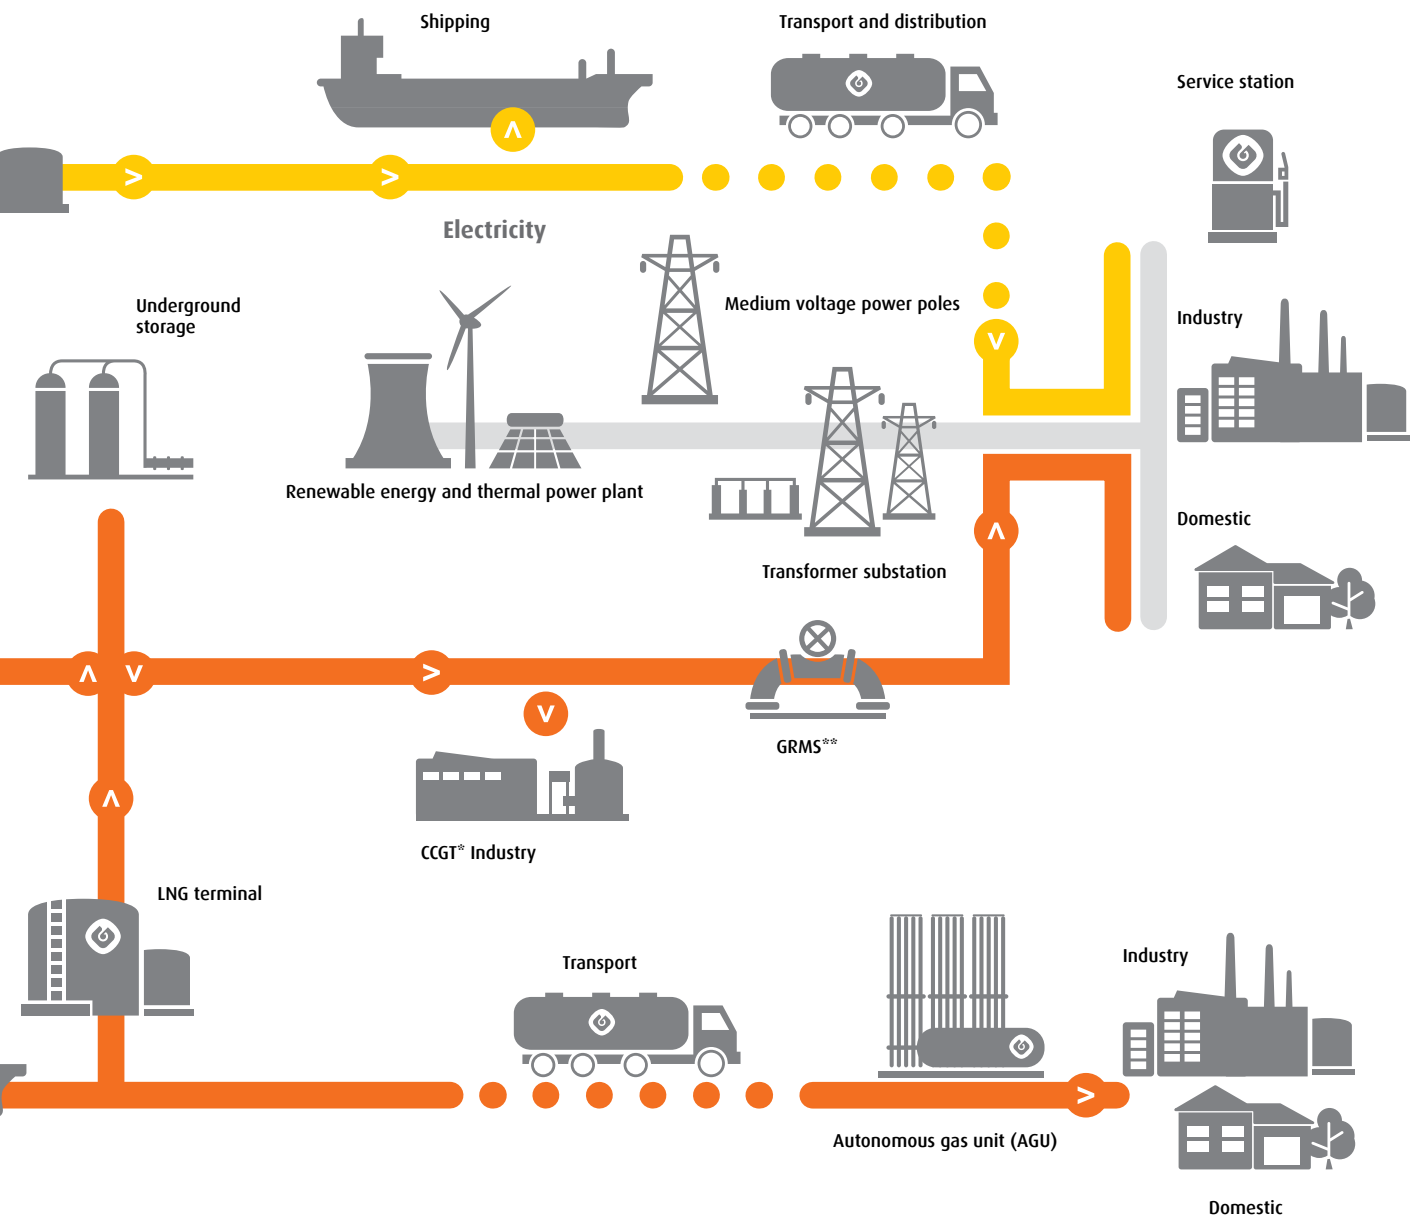 Shipping
Transport and distribution
Service station
Electricity
Underground
storage
Medium voltage power poles
Industry
Renewable energy and thermal power plant
Domestic
Transformer substation
GRMS**
CCGT* Industry
LNG terminal
Transport
Industry
Autonomous gas unit (AGU)
Domestic